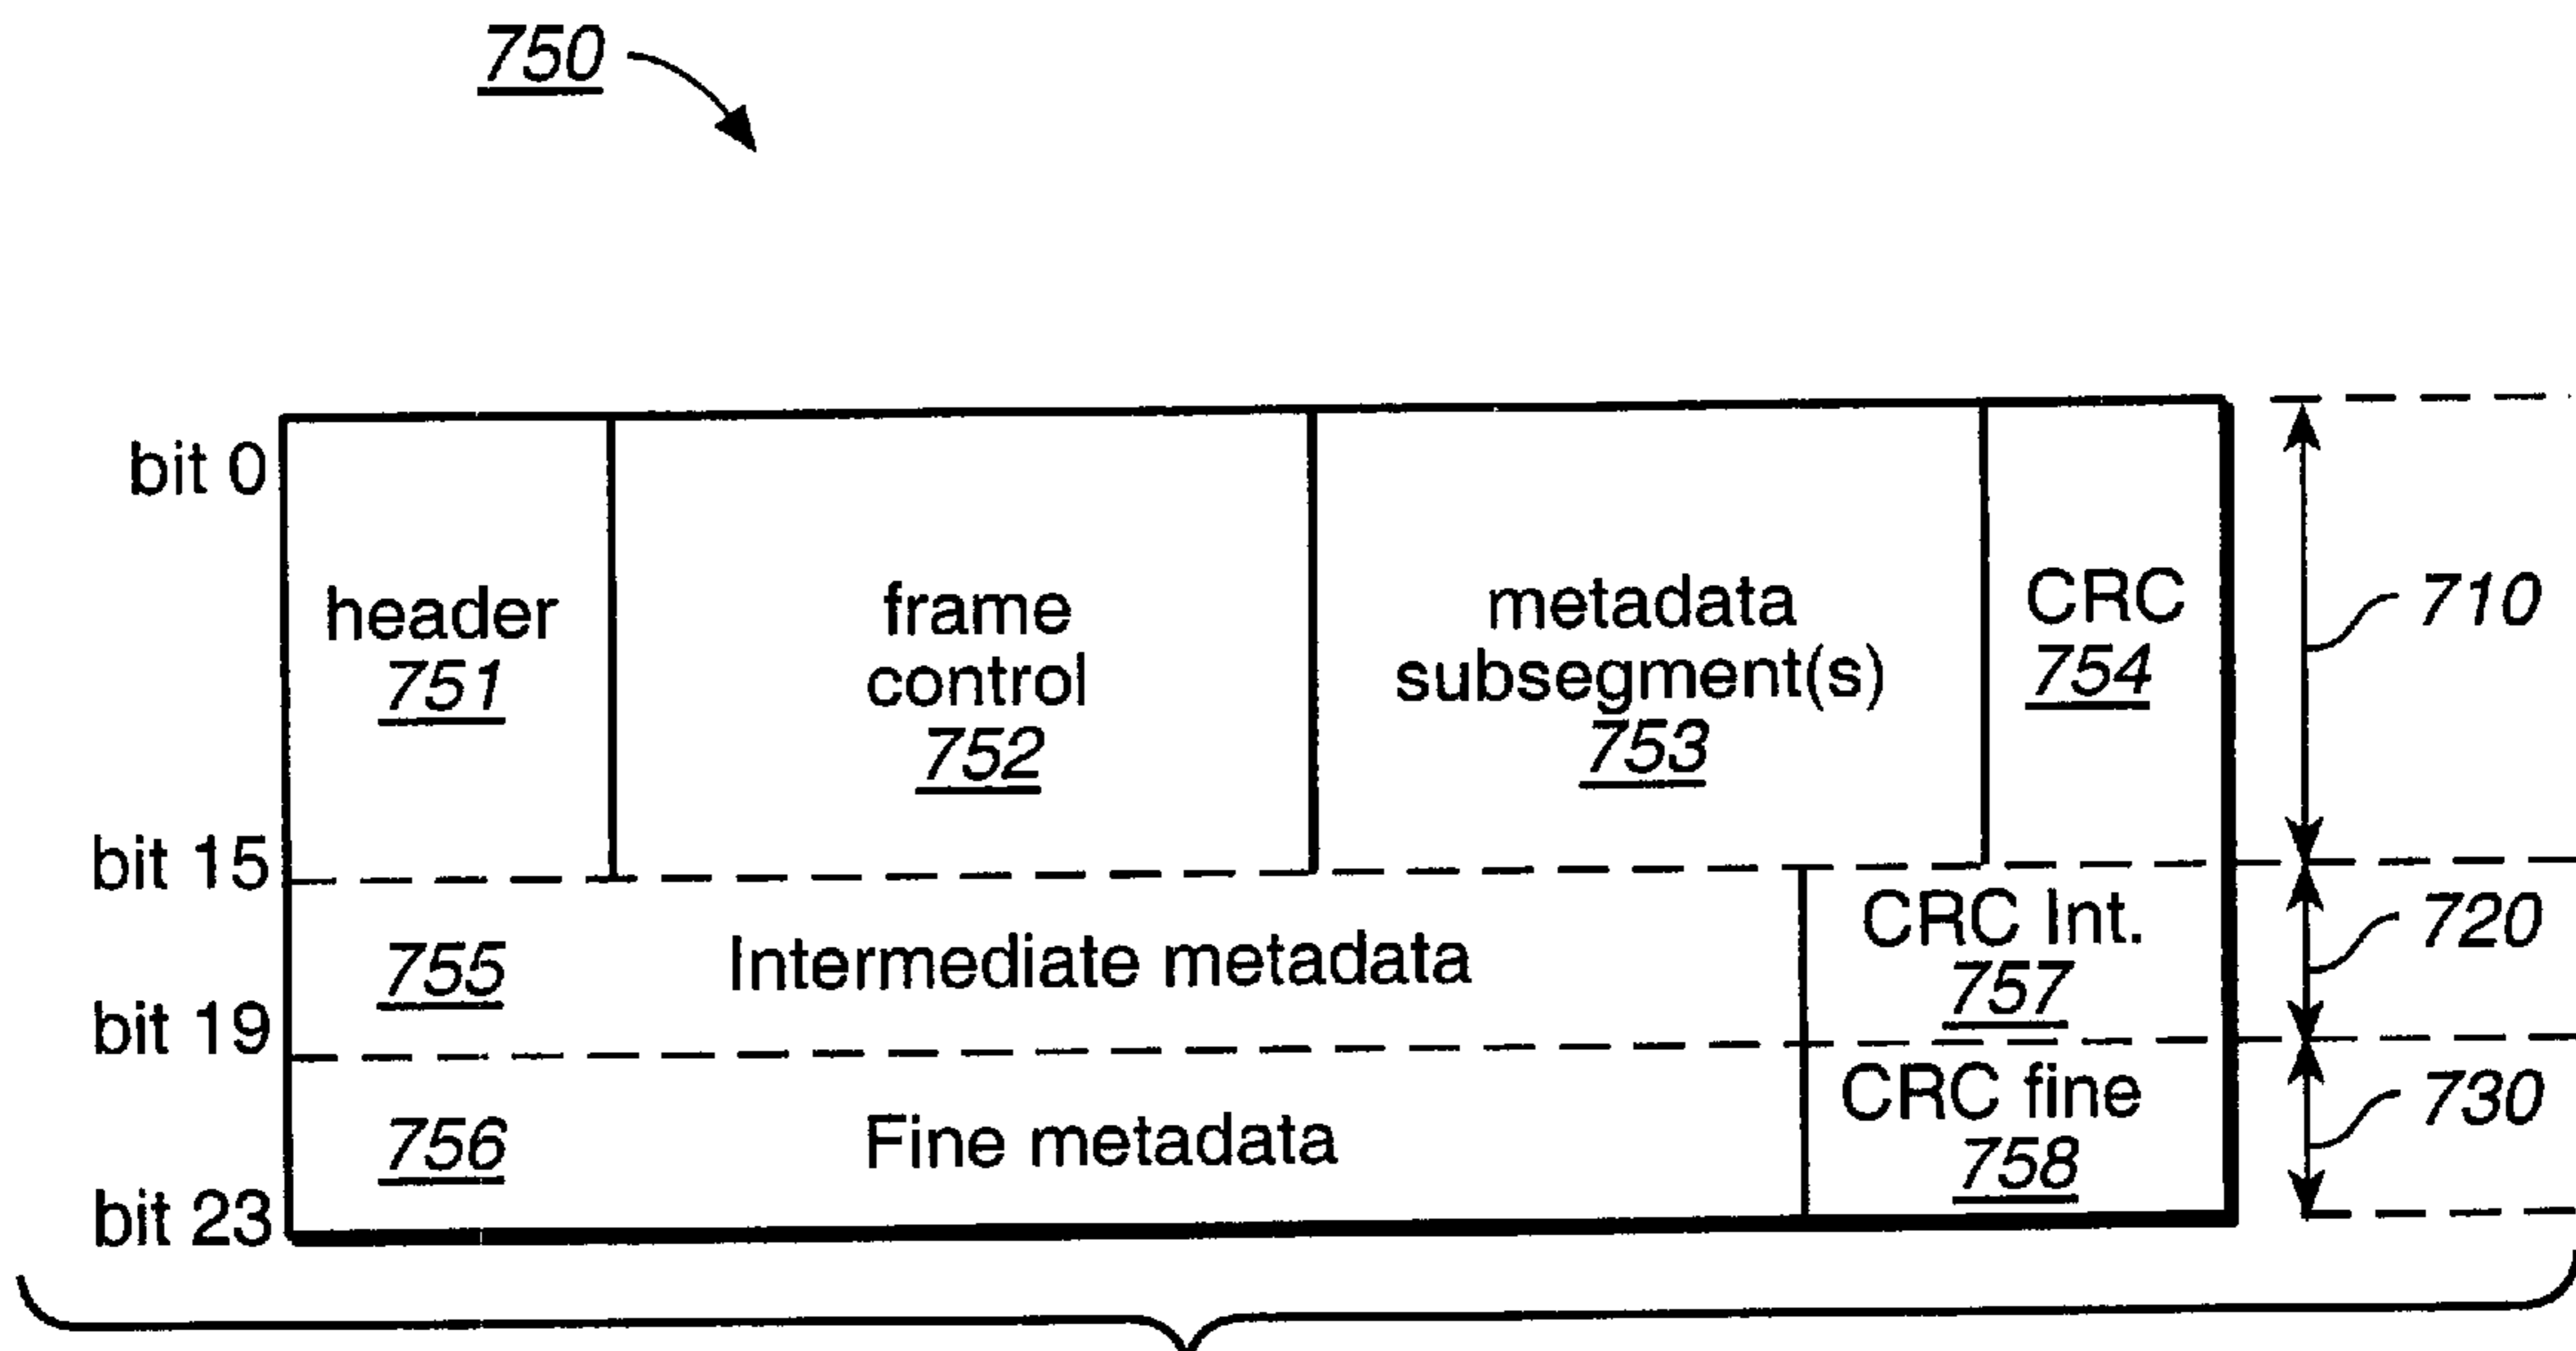 750
bit 0
header
751
frame
control
752
metadata
subsegment(s)
753
CRC
754
710
bit 15
755
Intermediate metadata
CRC Int.
757
720
bit 19
756
Fine metadata
CRC fine
758
730
bit 23